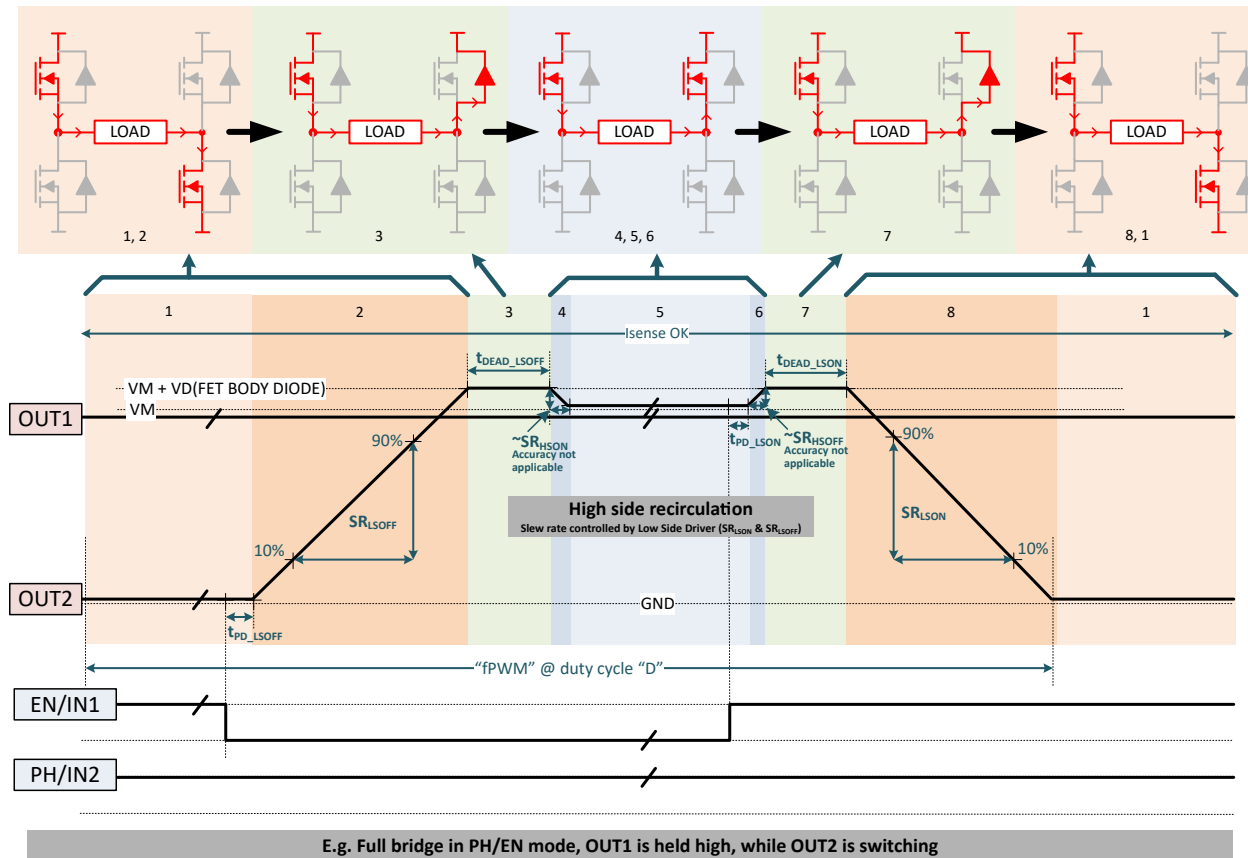 LOAD
LOAD
LOAD
LOAD
LOAD
1, 2
3
4, 5, 6
7
8, 1
1
2
3
4
5
6
7
8
1
Isense OK
tDEAD_LSOFF
tDEAD_LSON
VM + VD(FET BODY DIODE)
VM
OUT1
90%
~SRHSON
Accuracy not
applicable
tPD_LSON
~SRHSOFF
Accuracy not
applicable
90%
SRLSOFF
High side recirculation
Slew rate controlled by Low Side Driver (SRLSON & SRLSOFF)
SRLSON
10%
10%
OUT2
GND
tPD_LSOFF
“fPWM” @ duty cycle “D”
EN/IN1
PH/IN2
E.g. Full bridge in PH/EN mode, OUT1 is held high, while OUT2 is switching